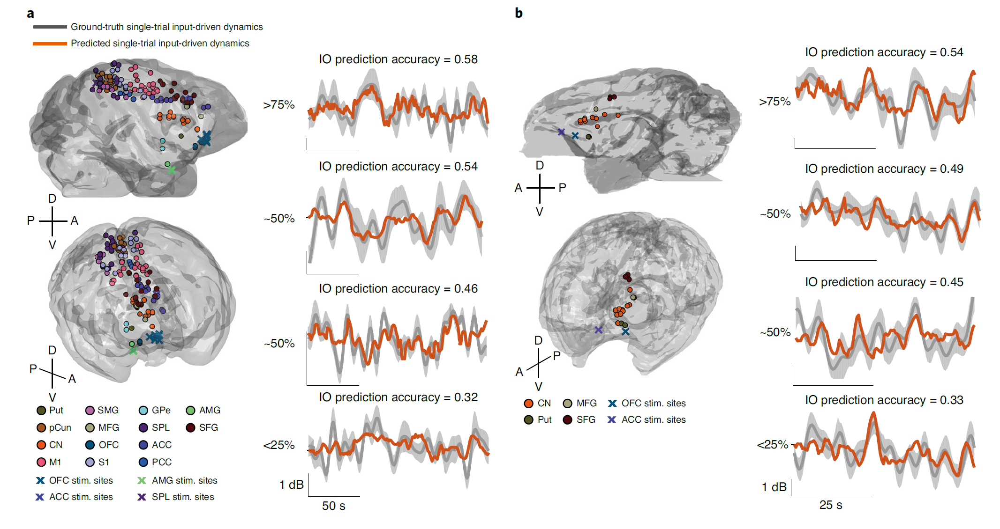 a
Ground-truth single-trial input-driven dynamics
Predicted single-trial input-driven dynamics
D
P A
V
D
P
A
V
Put SMG GPe AMG
pCun MFG SPL SFG
CN OFC ACC
M1 S1 PCC
OFC stim. sites AMG stim. sites
ACC stim. sites SPL stim. sites
IO prediction accuracy = 0.58
>75%
IO prediction accuracy = 0.54
~50%
IO prediction accuracy = 0.46
~50%
IO prediction accuracy = 0.32
<25%
1 dB
50 s
b
D
A P
V
D
P
A
V
CN MFG OFC stim. sites
Put SFG ACC stim. sites
IO prediction accuracy = 0.54
>75%
IO prediction accuracy = 0.49
~50%
IO prediction accuracy = 0.45
~50%
IO prediction accuracy = 0.33
<25%
1 dB
25 s